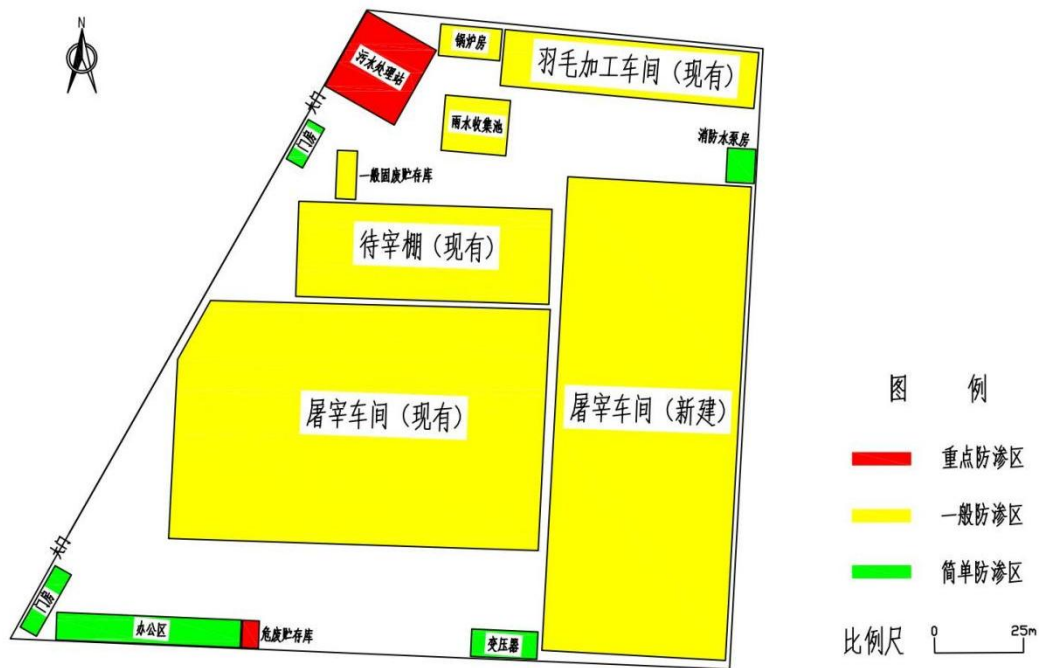 N
污水处理站
锅炉房
羽毛加工车间（现有）
大门
门房
雨水收集池
消防水泵房
一般固废贮存库
待宰棚（现有）
屠宰车间（现有）
屠宰车间（新建）
图 例
重点防渗区
一般防渗区
简单防渗区
大门
门房
办公区
危废贮存库
变压器
比例尺 0 25m